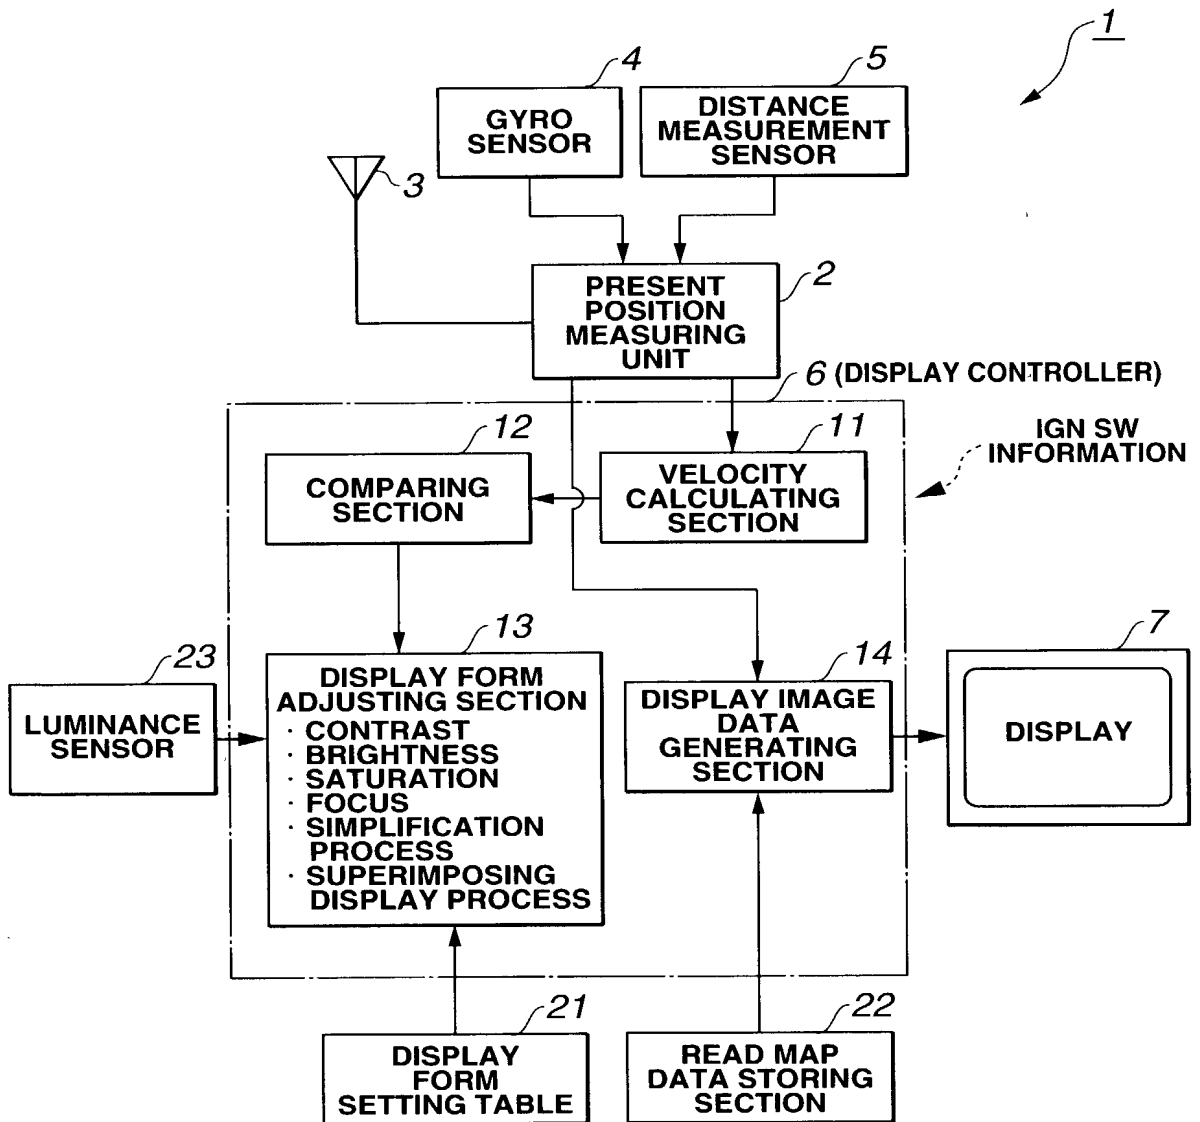 1
4
5
GYRO
SENSOR
DISTANCE
MEASUREMENT
SENSOR
3
2
PRESENT
POSITION
MEASURING
UNIT
6 (DISPLAY CONTROLLER)
12
11
IGN SW
INFORMATION
COMPARING
SECTION
VELOCITY
CALCULATING
SECTION
13
14
7
23
DISPLAY FORM
ADJUSTING SECTION
· CONTRAST
· BRIGHTNESS
· SATURATION
· FOCUS
· SIMPLIFICATION
PROCESS
· SUPERIMPOSING
DISPLAY PROCESS
LUMINANCE
SENSOR
DISPLAY IMAGE
DATA
GENERATING
SECTION
DISPLAY
21
22
DISPLAY
FORM
SETTING TABLE
READ MAP
DATA STORING
SECTION